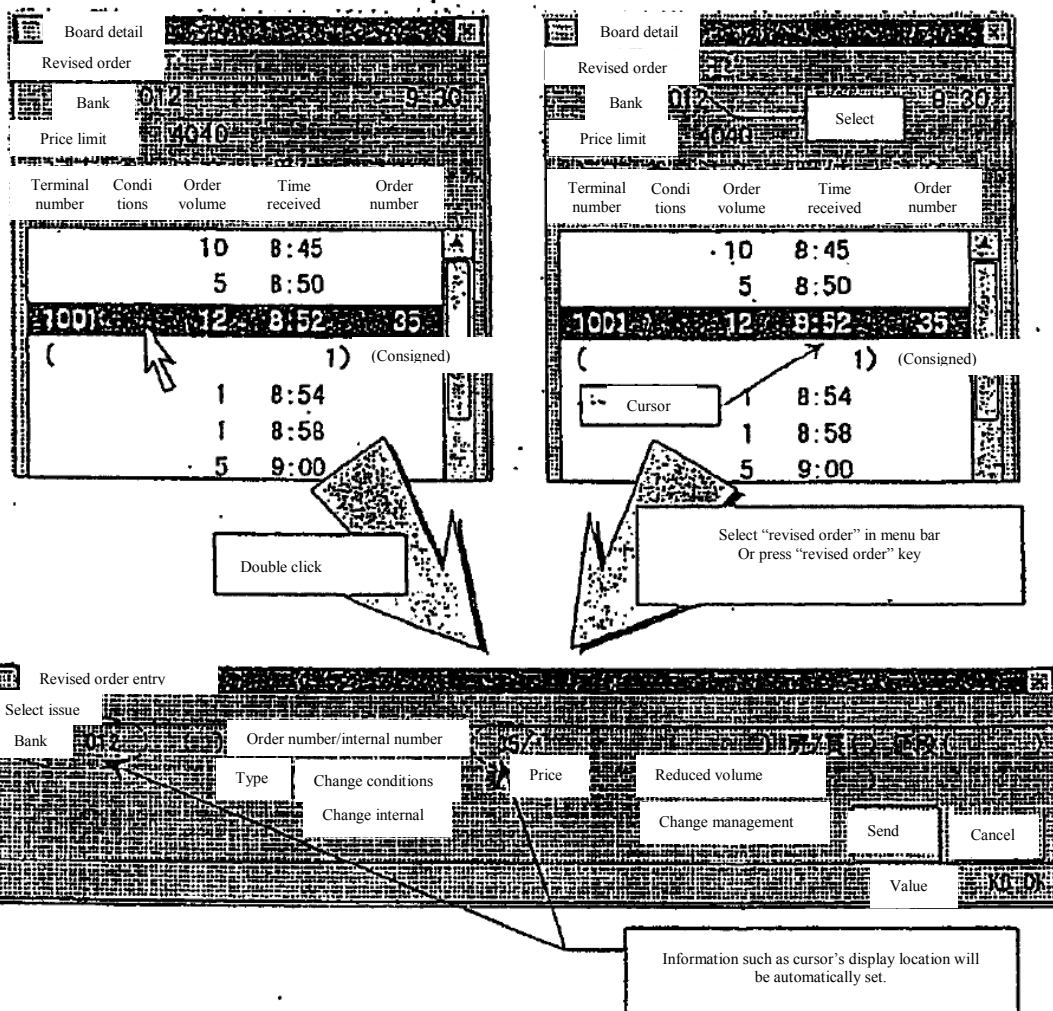 Board detail
Revised order
Bank 012 9:30
Price limit 4040
Terminal number Condi tions Order volume Time received Order number
10 8:45
5 8:50
1001 12 8:52 35
( 1) (Consigned)
1 8:54
1 8:58
5 9:00
Double click
Board detail
Revised order
Bank 012 9:30
Select
Price limit 4040
Terminal number Condi tions Order volume Time received Order number
10 8:45
5 8:50
1001 12 8:52 35
( 1) (Consigned)
Cursor
1 8:54
1 8:58
5 9:00
Select “revised order” in menu bar
Or press “revised order” key
Revised order entry
Select issue
Bank 012 ( ) Order number/internal number 35/
Type Change conditions Price Reduced volume
Change internal Change management Send Cancel
Value
Information such as cursor’s display location will
be automatically set.